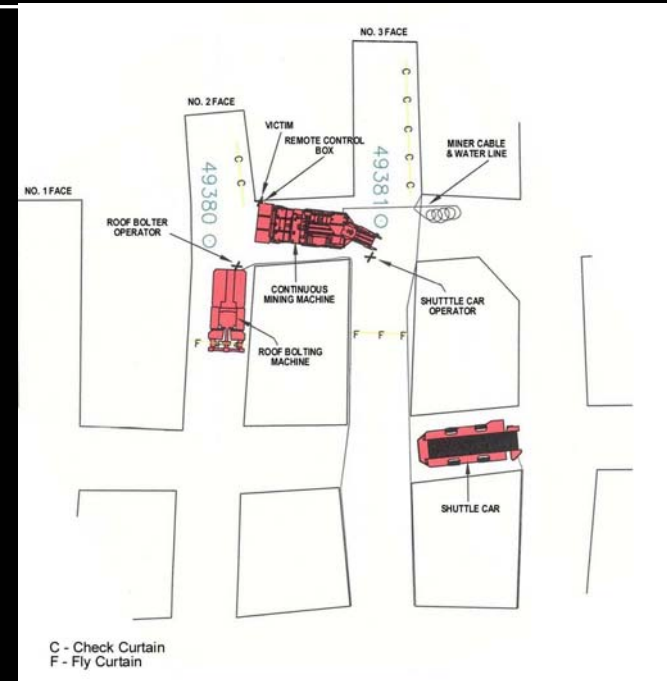 NO. 3 FACE
NO. 2 FACE
VICTIM
REMOTE CONTROL
BOX
MINER CABLE
& WATER LINE
NO. 1 FACE
C
C
C
C
C
C
C
49380
49381
ROOF BOLTER
OPERATOR
CONTINUOUS
MINING MACHINE
SHUTTTLE CAR
OPERATOR
F
F
F
F
ROOF BOLTING
MACHINE
SHUTTLE CAR
C - Check Curtain
F - Fly Curtain